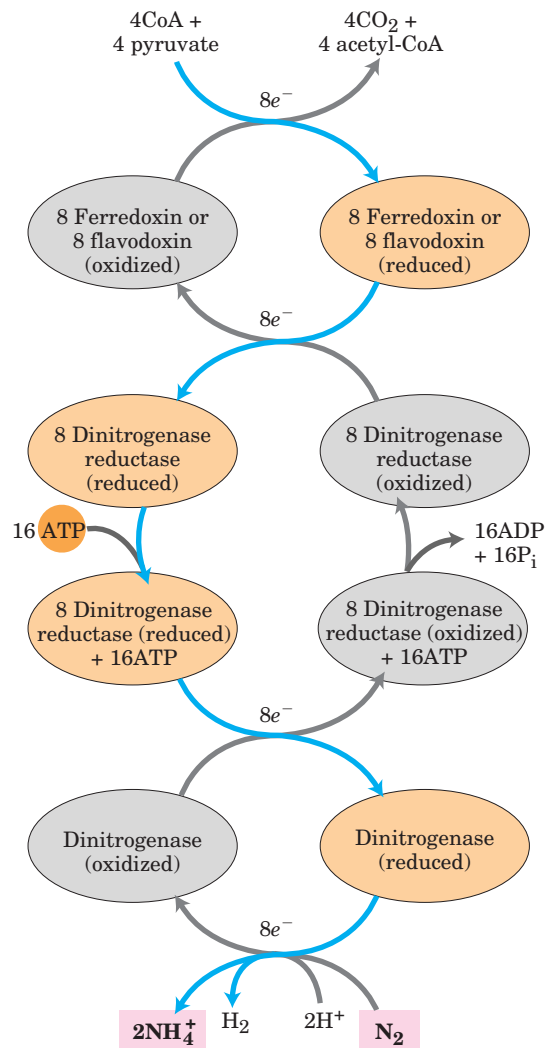 4CoA +
4 pyruvate
4CO₂ +
4 acetyl-CoA
8e⁻
8 Ferredoxin or
8 flavodoxin
(oxidized)
8 Ferredoxin or
8 flavodoxin
(reduced)
8e⁻
8 Dinitrogenase
reductase
(reduced)
8 Dinitrogenase
reductase
(oxidized)
16 ATP
16ADP
+ 16Pᵢ
8 Dinitrogenase
reductase (reduced)
+ 16ATP
8 Dinitrogenase
reductase (oxidized)
+ 16ATP
8e⁻
Dinitrogenase
(oxidized)
Dinitrogenase
(reduced)
8e⁻
2NH₄⁺
H₂
2H⁺
N₂